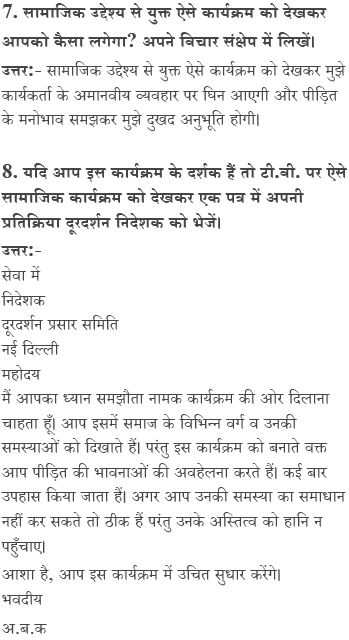 7. सामाजिक उद्देश्य से युक्त ऐसे कार्यक्रम को देखकर
आपको कैसा लगेगा? अपने विचार संक्षेप में लिखें।
उत्तर:- सामाजिक उद्देश्य से युक्त ऐसे कार्यक्रम को देखकर मुझे
कार्यकर्ता के अमानवीय व्यवहार पर घिन आएगी और पीड़ित
के मनोभाव समझकर मुझे दुखद अनुभूति होगी।
8. यदि आप इस कार्यक्रम के दर्शक हैं तो टी.वी. पर ऐसे
सामाजिक कार्यक्रम को देखकर एक पत्र में अपनी
प्रतिक्रिया दूरदर्शन निदेशक को भेजें।
उत्तर:-
सेवा में
निदेशक
दूरदर्शन प्रसार समिति
नई दिल्ली
महोदय
मैं आपका ध्यान समझौता नामक कार्यक्रम की ओर दिलाना
चाहता हूँ। आप इसमें समाज के विभिन्न वर्ग व उनकी
समस्याओं को दिखाते हैं। परंतु इस कार्यक्रम को बनाते वक्त
आप पीड़ित की भावनाओं की अवहेलना करते हैं। कई बार
उपहास किया जाता हैं। अगर आप उनकी समस्या का समाधान
नहीं कर सकते तो ठीक हैं परंतु उनके अस्तित्व को हानि न
पहुँचाए।
आशा है, आप इस कार्यक्रम में उचित सुधार करेंगे।
भवदीय
अ.ब.क